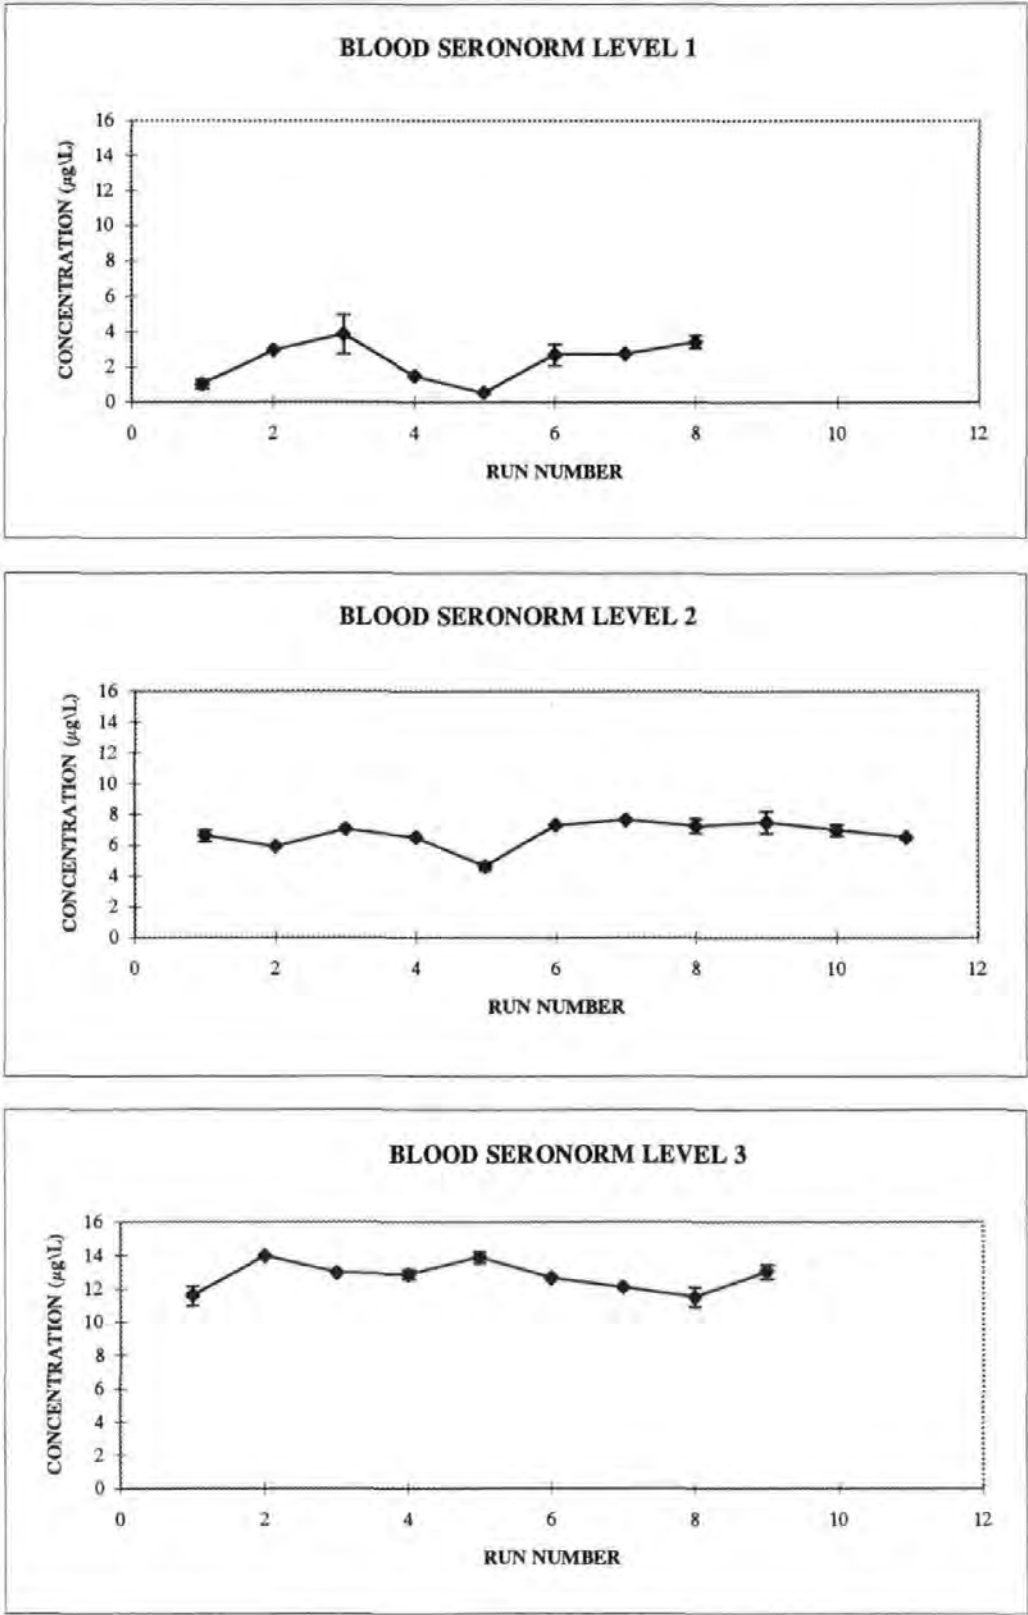 BLOOD SERONORM LEVEL 1
CONCENTRATION (µg\L)
16
14
12
10
8
6
4
2
0
0 2 4 6 8 10 12
RUN NUMBER
BLOOD SERONORM LEVEL 2
CONCENTRATION (µg\L)
16
14
12
10
8
6
4
2
0
0 2 4 6 8 10 12
RUN NUMBER
BLOOD SERONORM LEVEL 3
CONCENTRATION (µg\L)
16
14
12
10
8
6
4
2
0
0 2 4 6 8 10 12
RUN NUMBER